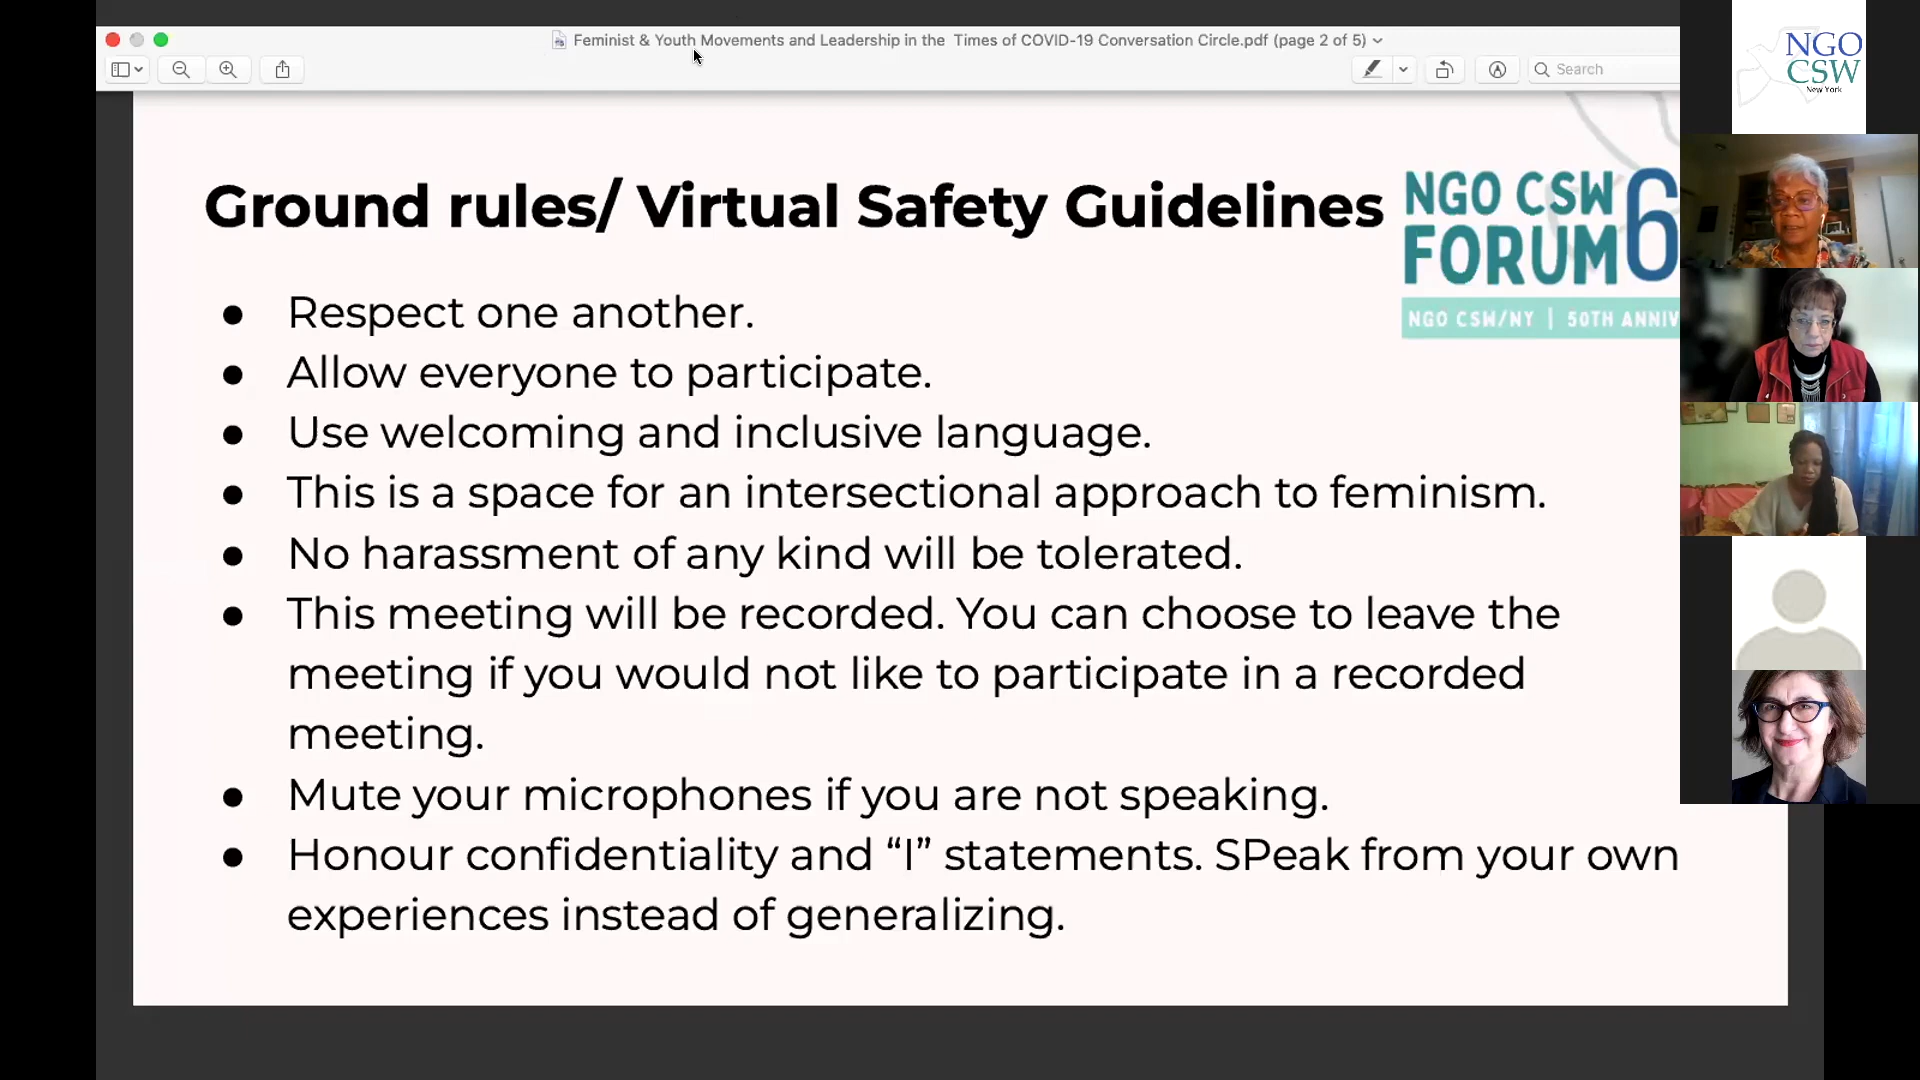 Feminist & Youth Movements and Leadership in the Times of COVID-19 Conversation Circle.pdf (page 2 of 5)
Search
NGO
CSW
New York
Ground rules/ Virtual Safety Guidelines
NGO CSW
FORUM 6
NGO CSW/NY | 50TH ANNIV
● Respect one another.
● Allow everyone to participate.
● Use welcoming and inclusive language.
● This is a space for an intersectional approach to feminism.
● No harassment of any kind will be tolerated.
● This meeting will be recorded. You can choose to leave the
meeting if you would not like to participate in a recorded
meeting.
● Mute your microphones if you are not speaking.
● Honour confidentiality and “I” statements. SPeak from your own
experiences instead of generalizing.